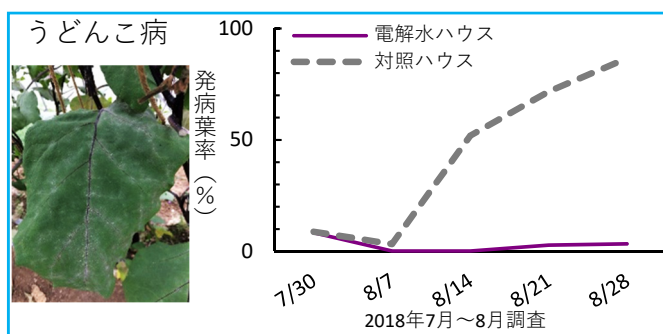 うどんこ病
発病葉率(%)
100
50
0
電解水ハウス
対照ハウス
7/30
8/7
8/14
8/21
8/28
2018年7月~8月調査